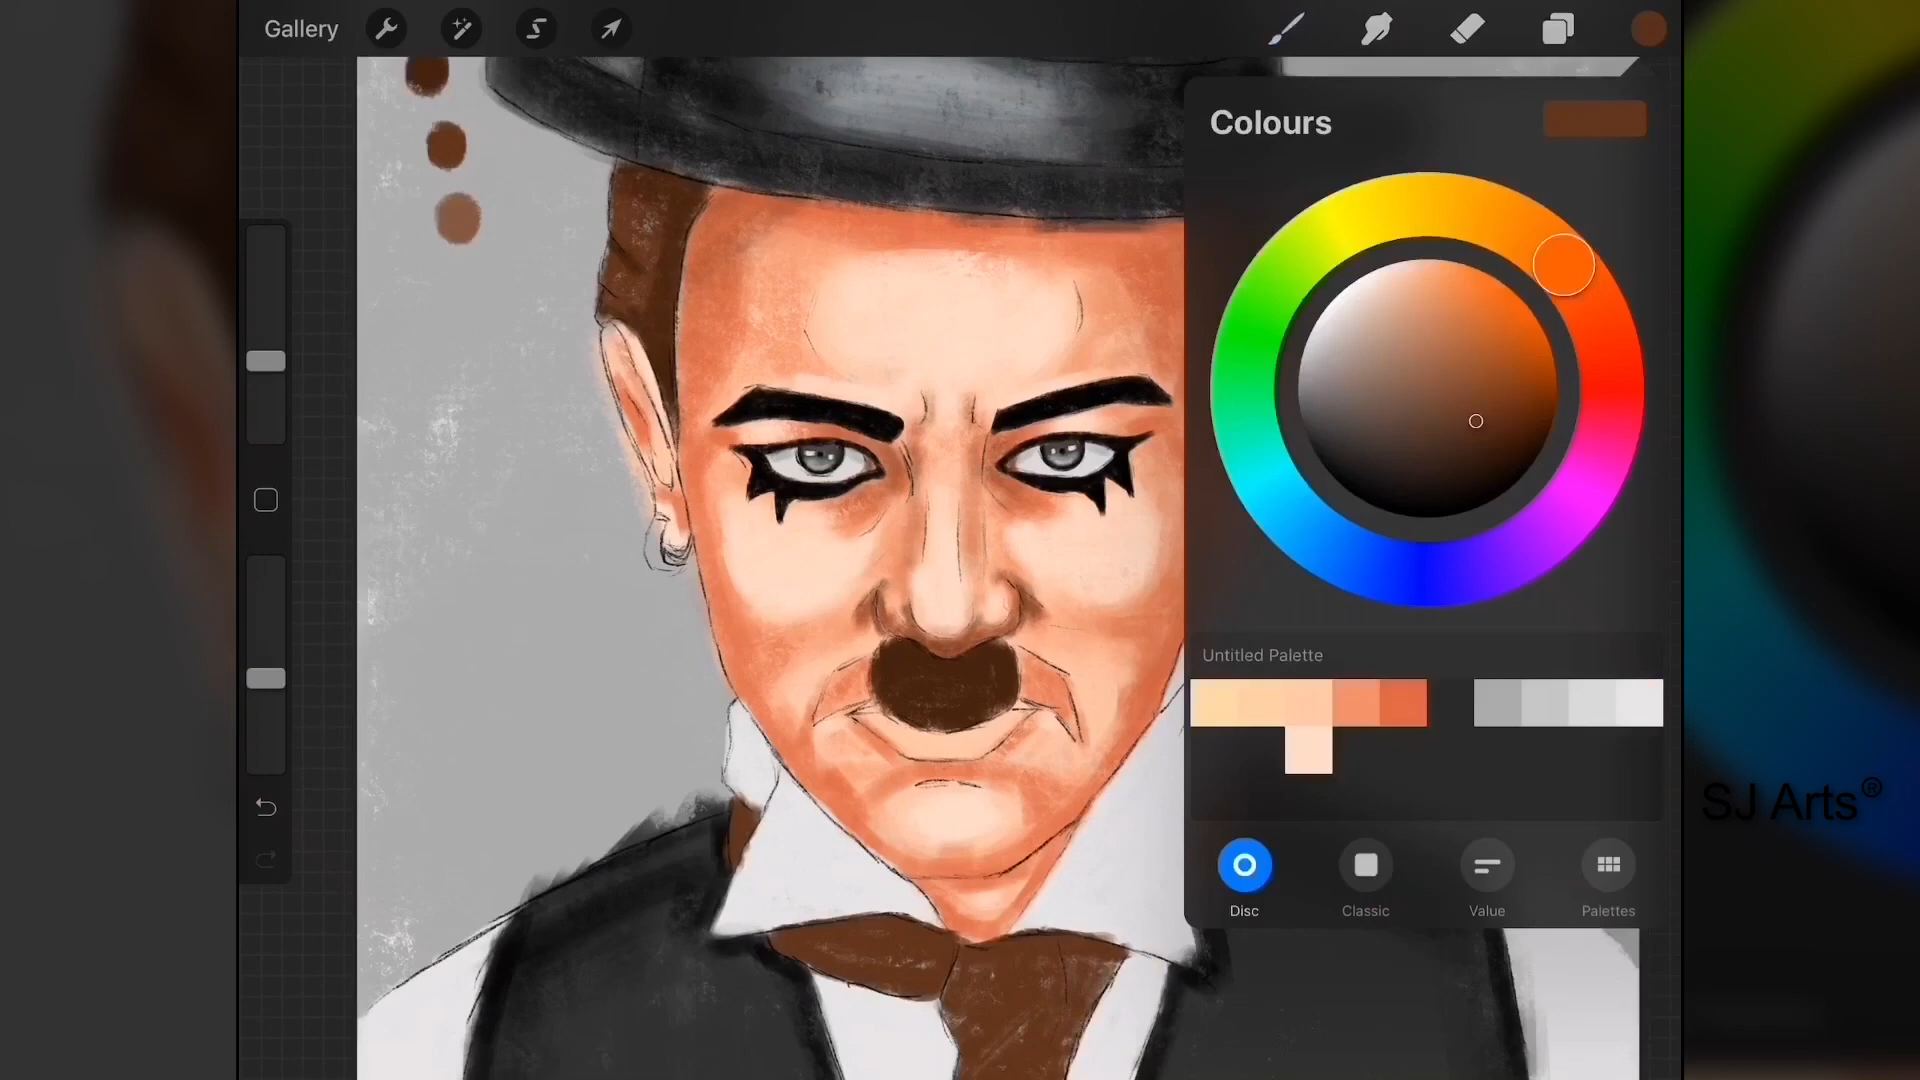 Gallery
Colours
Untitled Palette
Disc
Classic
Value
Palettes
SJ Arts®